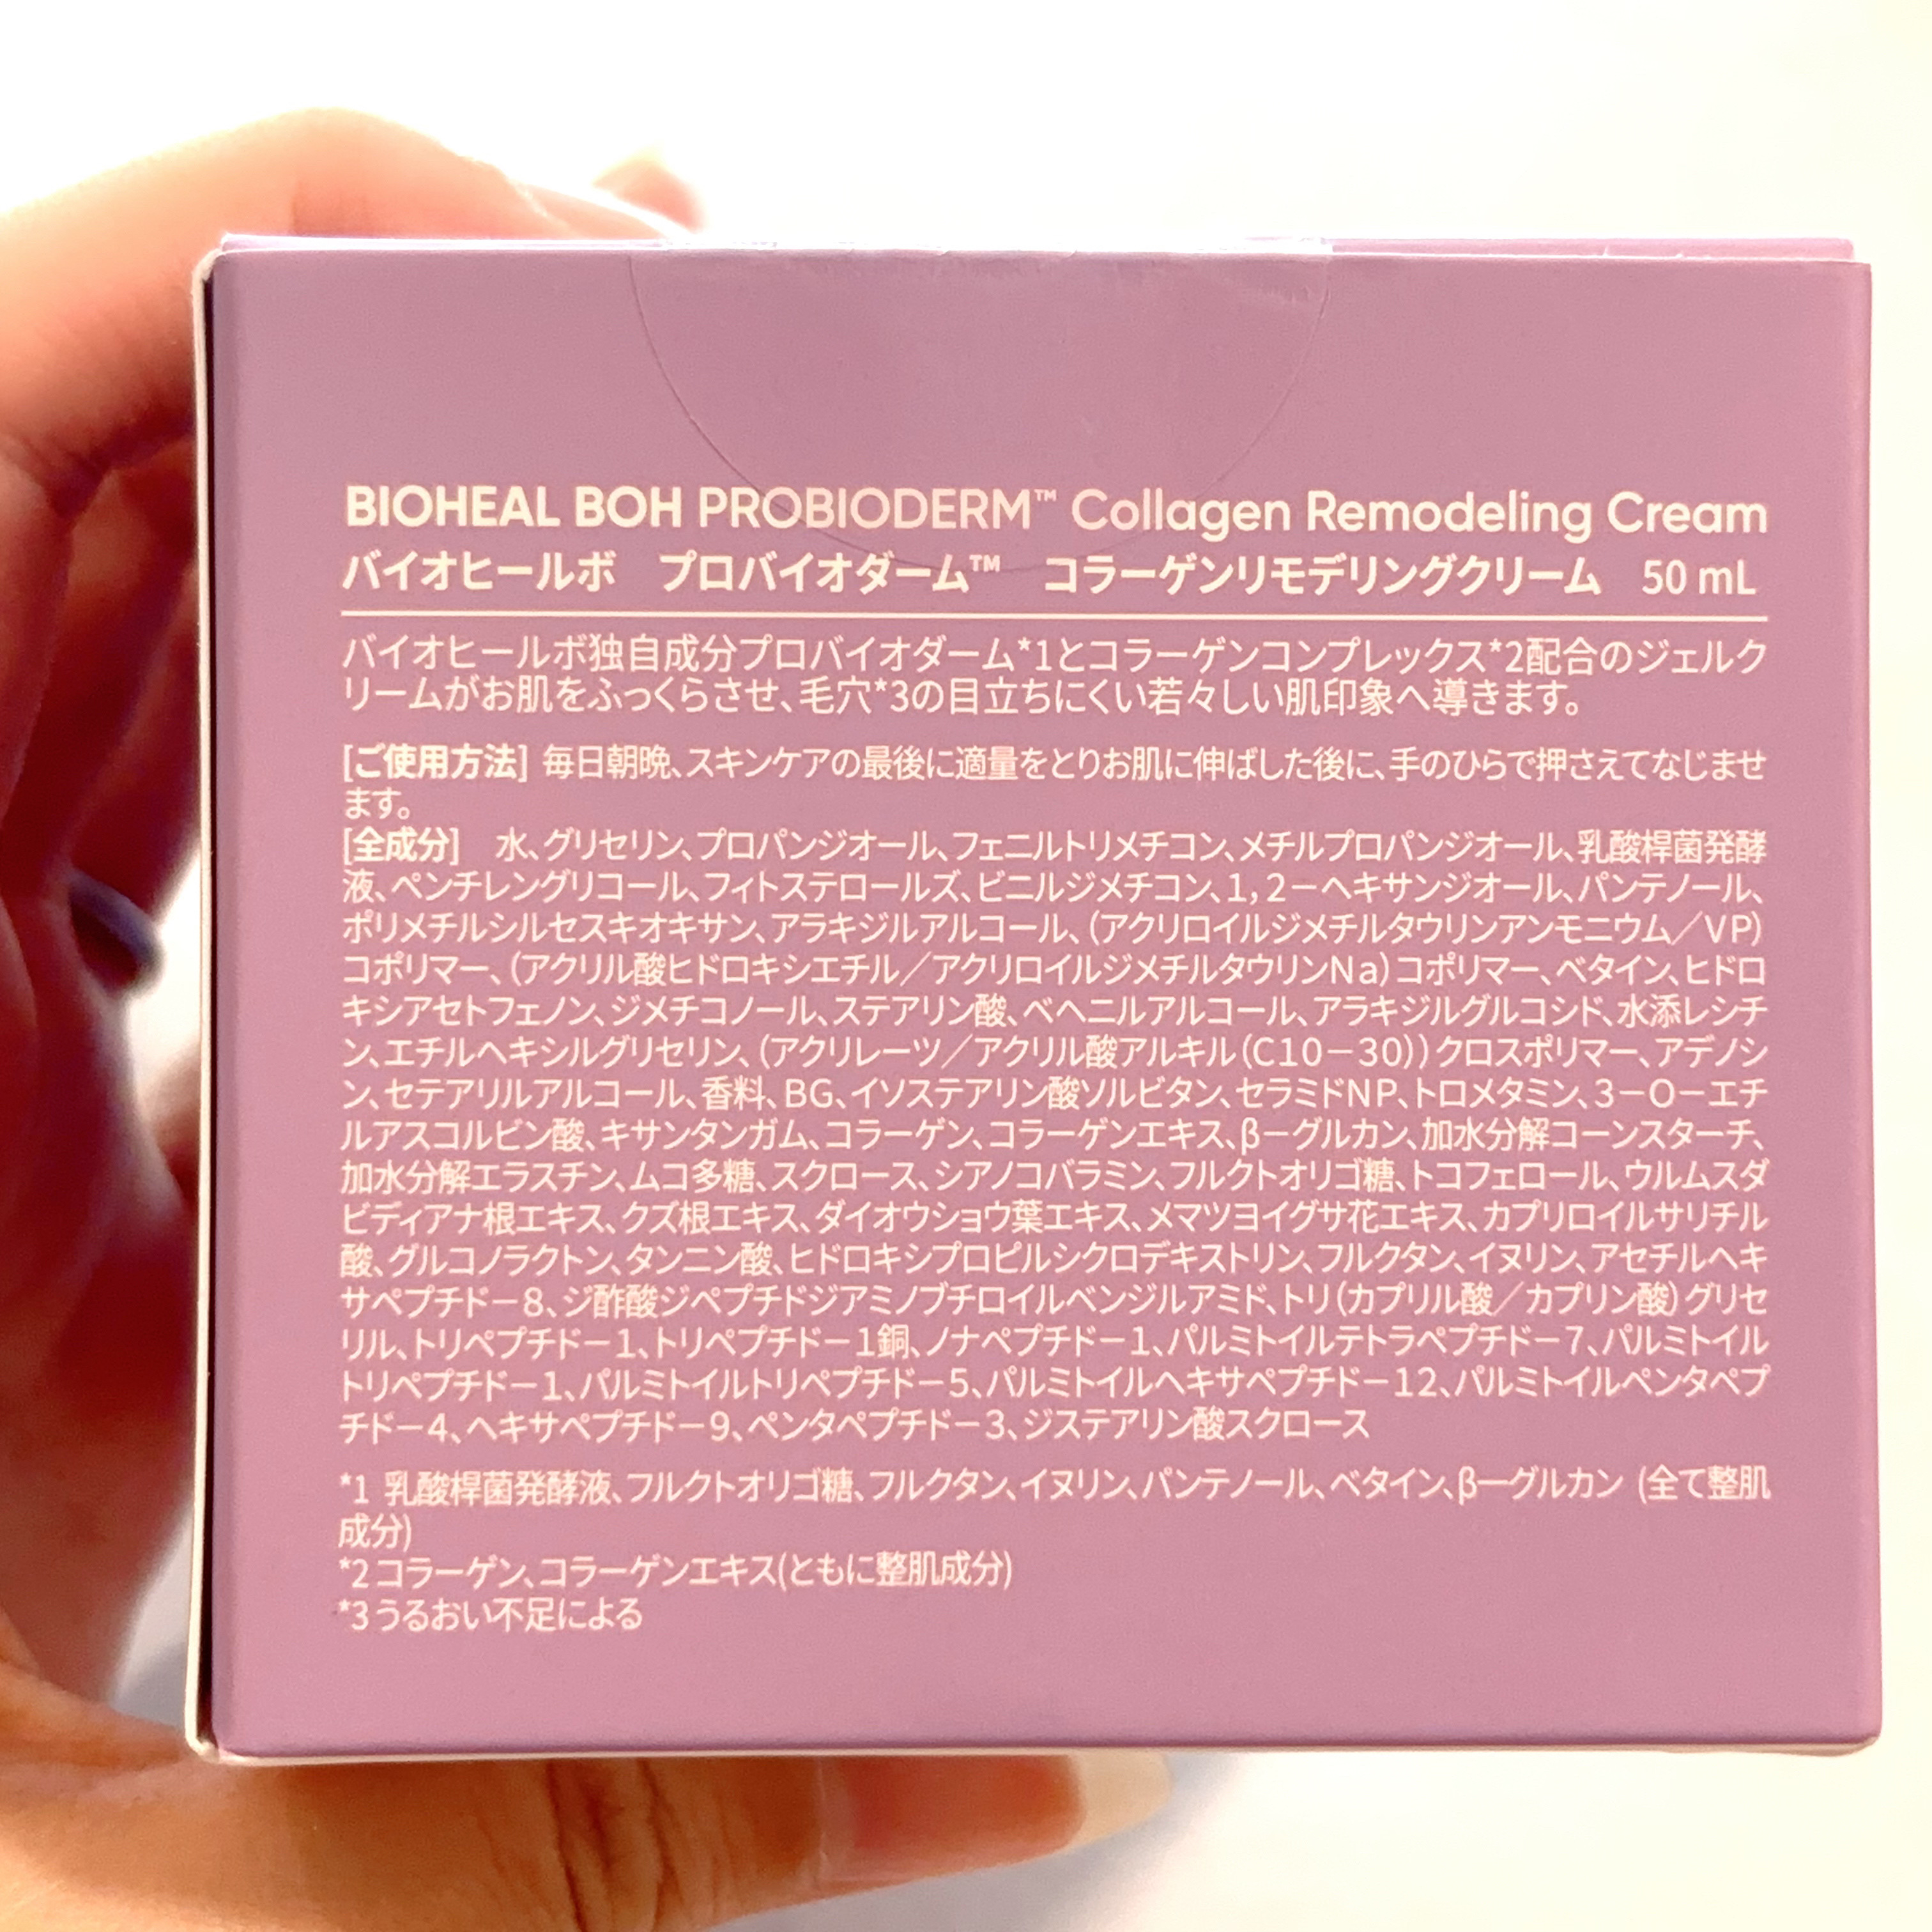 BIOHEAL BOH PROBIODERM™ Collagen Remodeling Cream
バイオヒールボ　プロバイオダーム™　コラーゲンリモデリングクリーム　50 mL
バイオヒールボ独自成分プロバイオダーム*1とコラーゲンコンプレックス*2配合のジェルク
リームがお肌をふっくらさせ、毛穴*3の目立ちにくい若々しい肌印象へ導きます。
[ご使用方法] 毎日朝晩、スキンケアの最後に適量をとりお肌に伸ばした後に、手のひらで押さえてなじませ
ます。
[全成分]　水、グリセリン、プロパンジオール、フェニルトリメチコン、メチルプロパンジオール、乳酸桿菌発酵
液、ペンチレングリコール、フィトステロールズ、ビニルジメチコン、1,2－ヘキサンジオール、パンテノール、
ポリメチルシルセスキオキサン、アラキジルアルコール、（アクリロイルジメチルタウリンアンモニウム／VP）
コポリマー、（アクリル酸ヒドロキシエチル／アクリロイルジメチルタウリンNa）コポリマー、ベタイン、ヒドロ
キシアセトフェノン、ジメチコノール、ステアリン酸、ベヘニルアルコール、アラキジルグルコシド、水添レシチ
ン、エチルヘキシルグリセリン、（アクリレーツ／アクリル酸アルキル（C10－30））クロスポリマー、アデノシ
ン、セテアリルアルコール、香料、BG、イソステアリン酸ソルビタン、セラミドNP、トロメタミン、3－O－エチ
ルアスコルビン酸、キサンタンガム、コラーゲン、コラーゲンエキス、β－グルカン、加水分解コーンスターチ、
加水分解エラスチン、ムコ多糖、スクロース、シアノコバラミン、フルクトオリゴ糖、トコフェロール、ウルムスダ
ビディアナ根エキス、クズ根エキス、ダイオウショウ葉エキス、メマツヨイグサ花エキス、カプリロイルサリチル
酸、グルコノラクトン、タンニン酸、ヒドロキシプロピルシクロデキストリン、フルクタン、イヌリン、アセチルヘキ
サペプチド－8、ジ酢酸ジペプチドジアミノブチロイルベンジルアミド、トリ（カプリル酸／カプリン酸）グリセ
リル、トリペプチド－1、トリペプチド－1銅、ノナペプチド－1、パルミトイルテトラペプチド－7、パルミトイル
トリペプチド－1、パルミトイルトリペプチド－5、パルミトイルヘキサペプチド－12、パルミトイルペンタペプ
チド－4、ヘキサペプチド－9、ペンタペプチド－3、ジステアリン酸スクロース
*1 乳酸桿菌発酵液、フルクトオリゴ糖、フルクタン、イヌリン、パンテノール、ベタイン、β－グルカン (全て整肌
成分)
*2コラーゲン、コラーゲンエキス(ともに整肌成分)
*3うるおい不足による